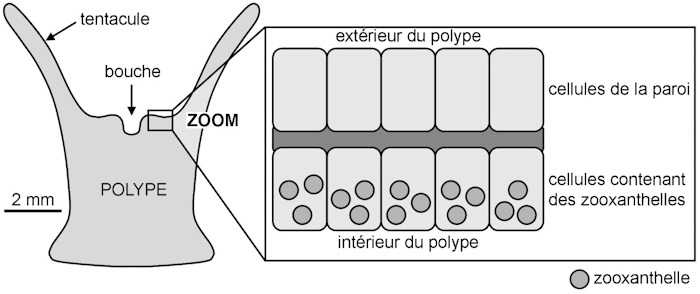 tentacule
bouche
ZOOM
POLYPE
2 mm
extérieur du polype
cellules de la paroi
cellules contenant
des zooxanthelles
intérieur du polype
zooxanthelle